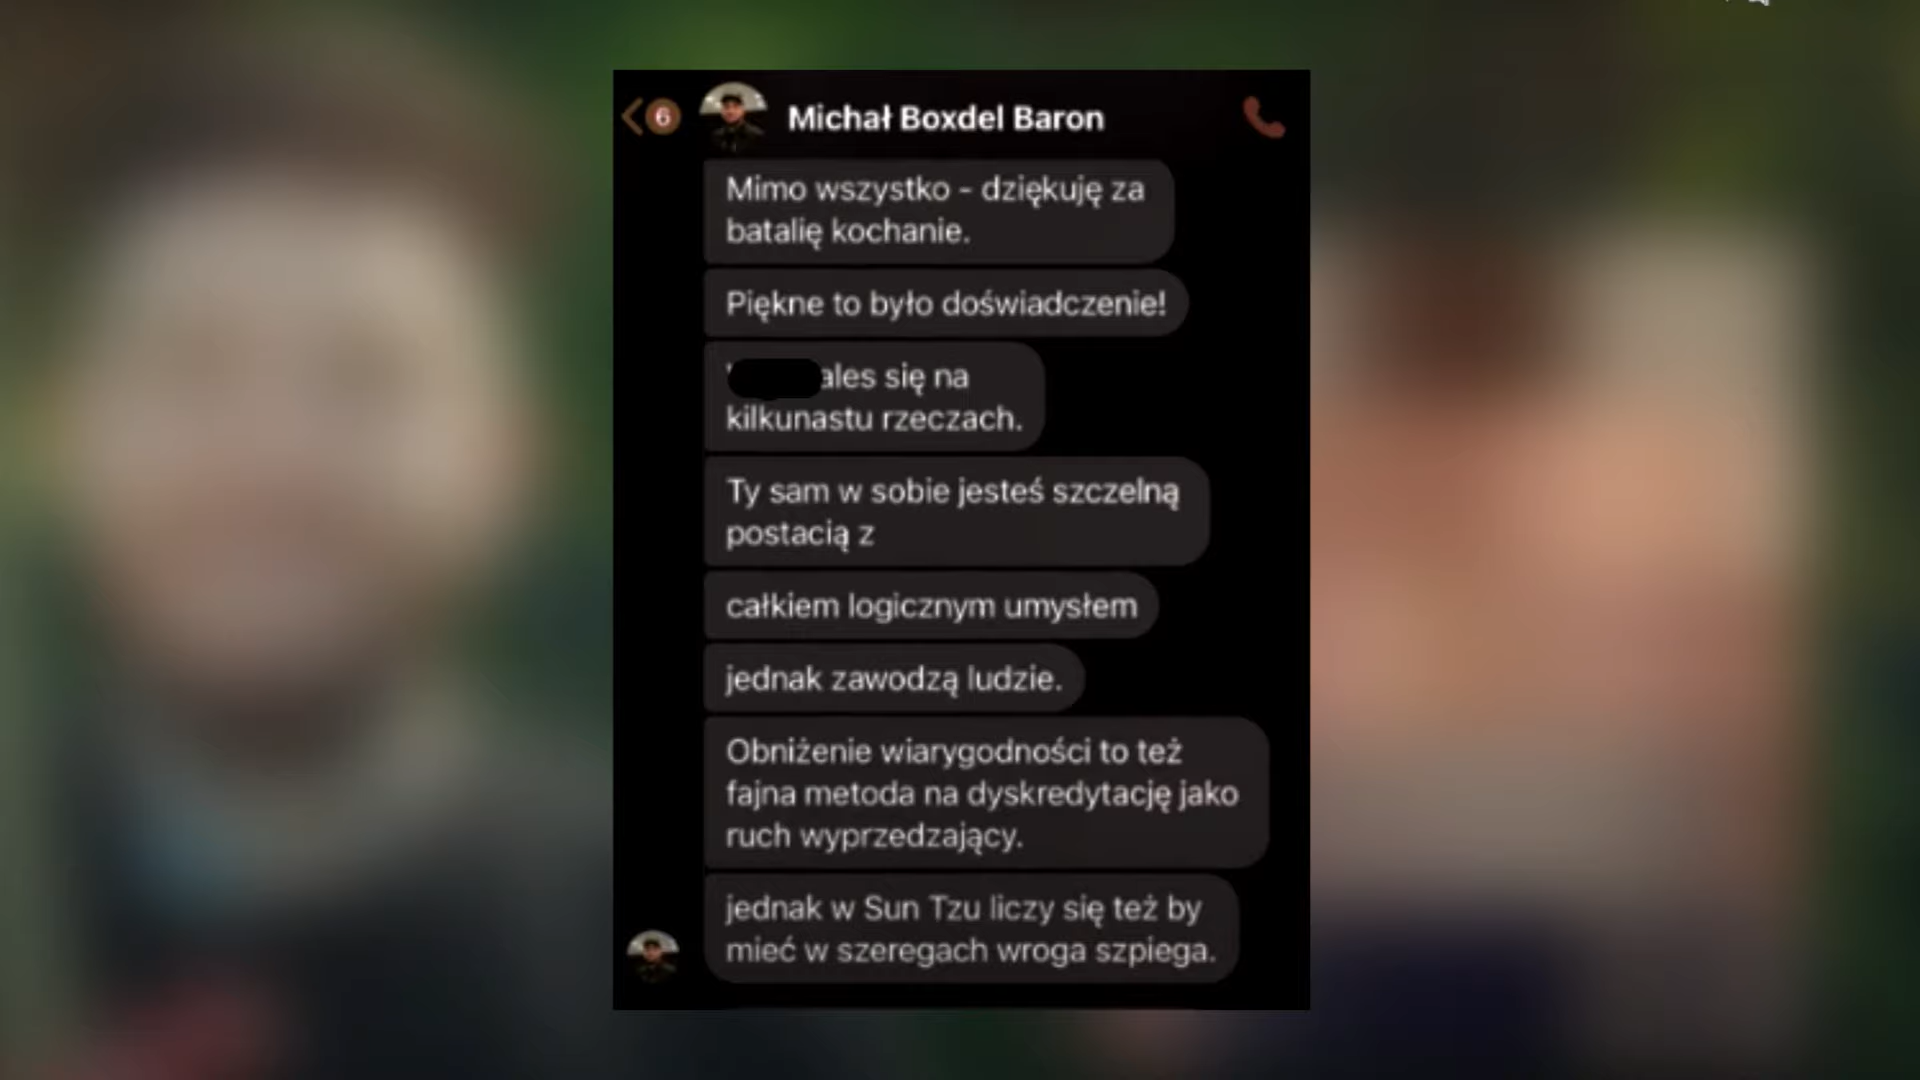 6
Michał Boxdel Baron
Mimo wszystko - dziękuję za
batalię kochanie.
Piękne to było doświadczenie!
ales się na
kilkunastu rzeczach.
Ty sam w sobie jesteś szczelną
postacią z
całkiem logicznym umysłem
jednak zawodzą ludzie.
Obniżenie wiarygodności to też
fajna metoda na dyskredytację jako
ruch wyprzedzający.
jednak w Sun Tzu liczy się też by
mieć w szeregach wroga szpiega.